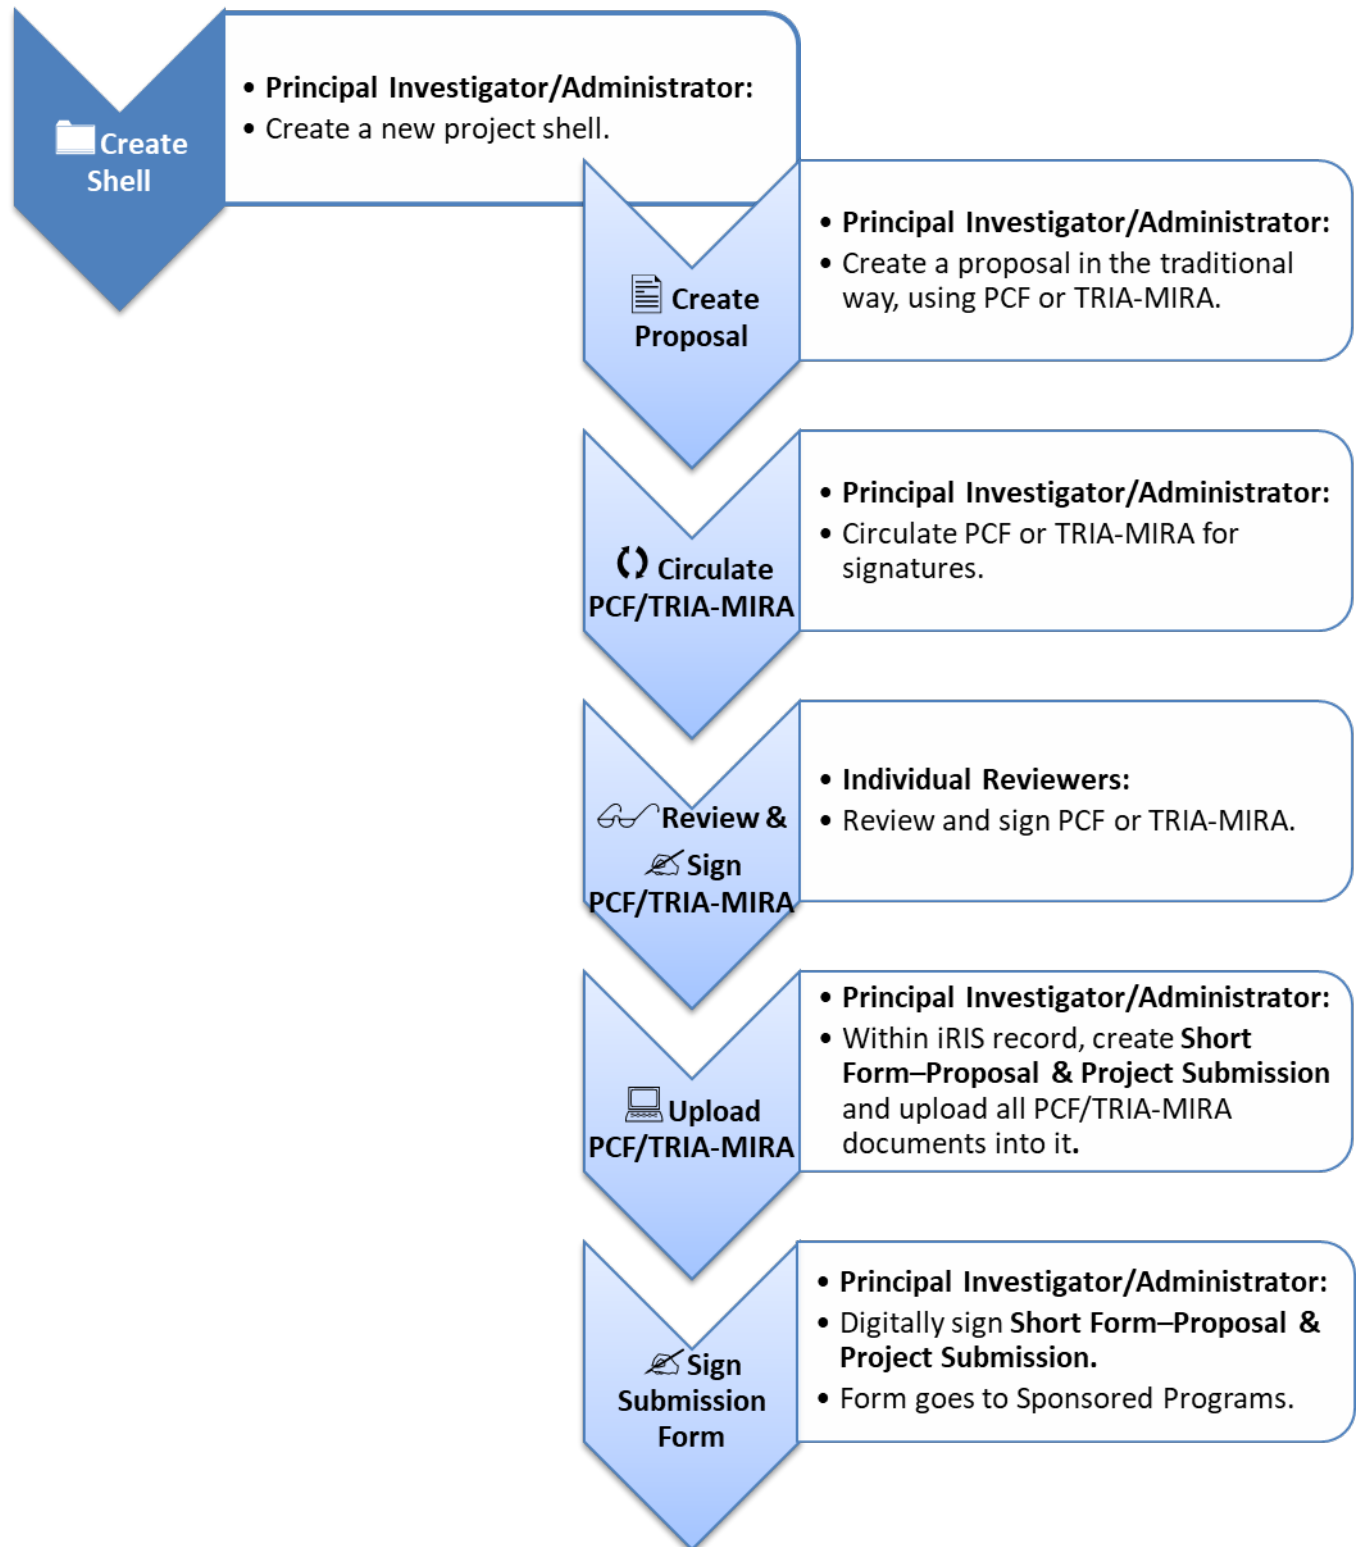 Create
Shell
• Principal Investigator/Administrator:
• Create a new project shell.
Create
Proposal
• Principal Investigator/Administrator:
• Create a proposal in the traditional
way, using PCF or TRIA-MIRA.
Circulate
PCF/TRIA-MIRA
• Principal Investigator/Administrator:
• Circulate PCF or TRIA-MIRA for
signatures.
Review &
Sign
PCF/TRIA-MIRA
• Individual Reviewers:
• Review and sign PCF or TRIA-MIRA.
Upload
PCF/TRIA-MIRA
• Principal Investigator/Administrator:
• Within iRIS record, create Short
Form–Proposal & Project Submission
and upload all PCF/TRIA-MIRA
documents into it.
Sign
Submission
Form
• Principal Investigator/Administrator:
• Digitally sign Short Form–Proposal &
Project Submission.
• Form goes to Sponsored Programs.